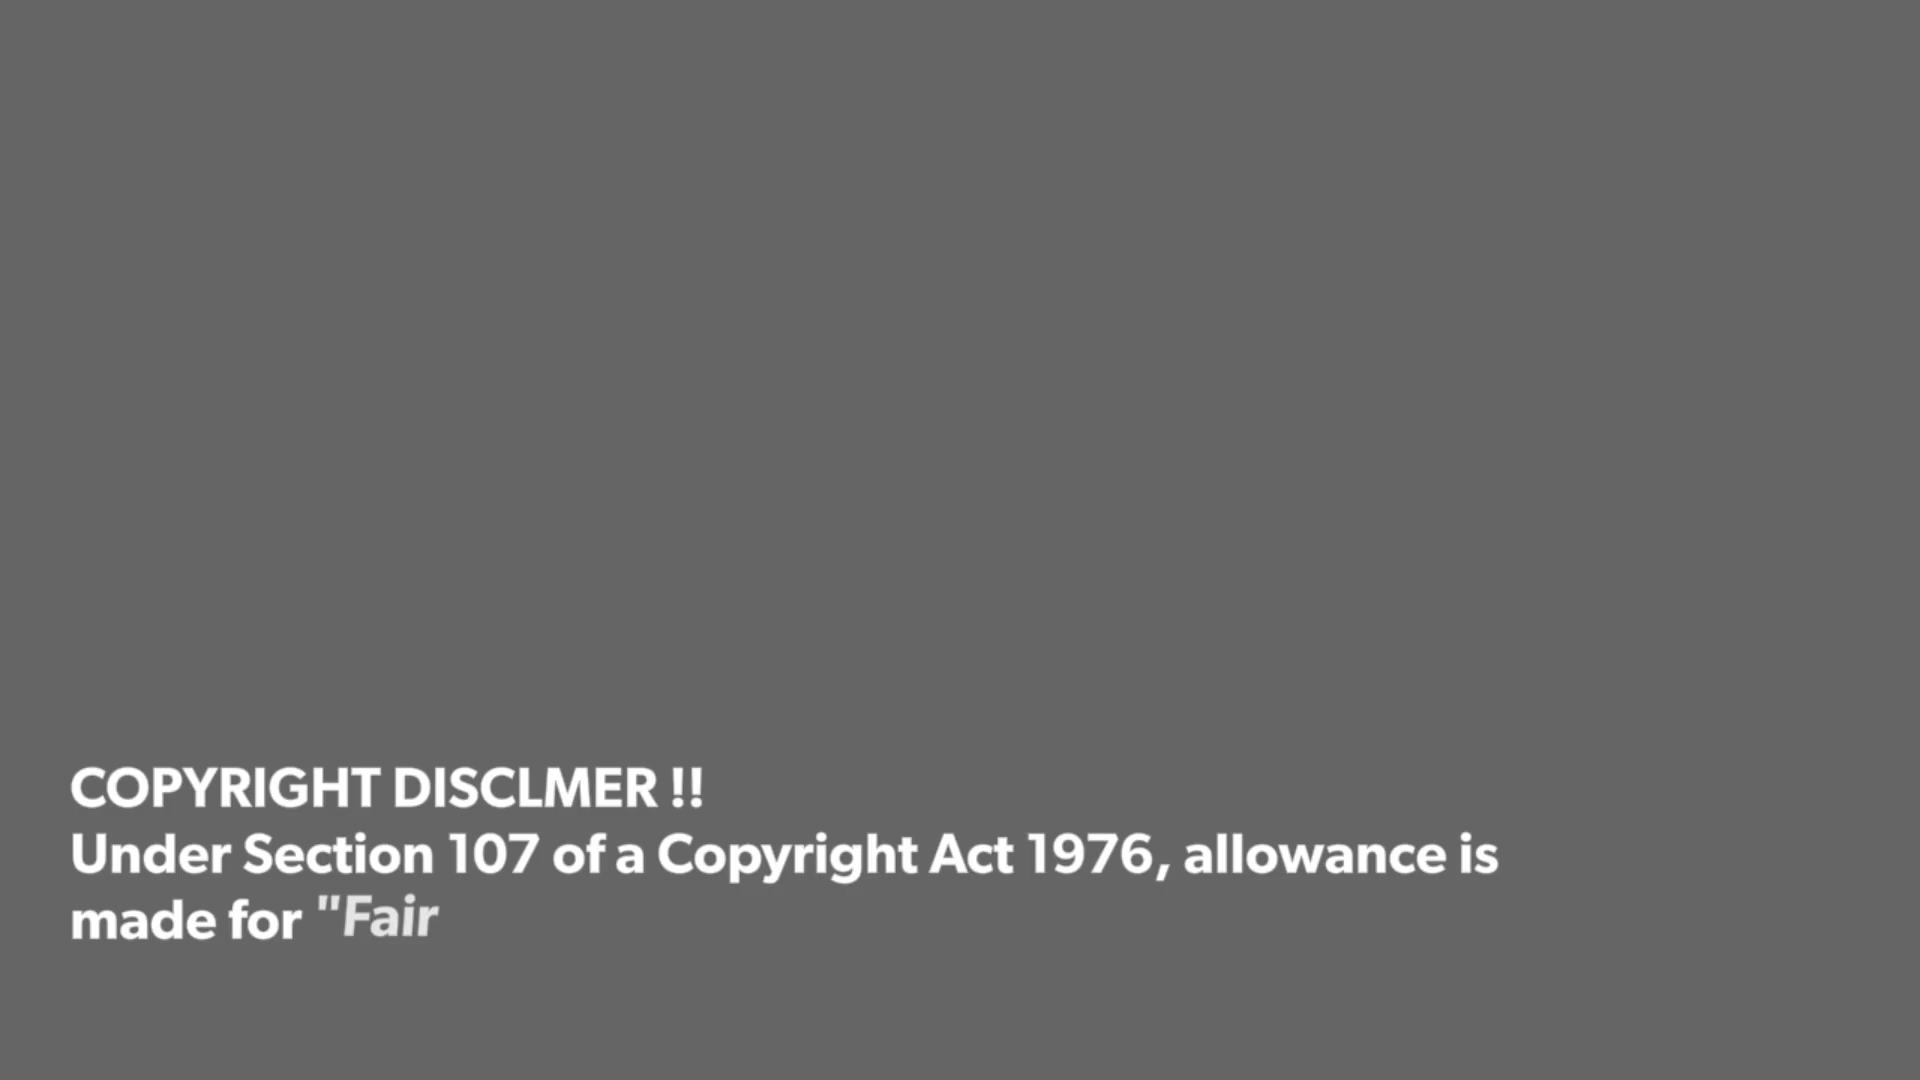 COPYRIGHT DISCLMER !!
Under Section 107 of a Copyright Act 1976, allowance is
made for "Fair